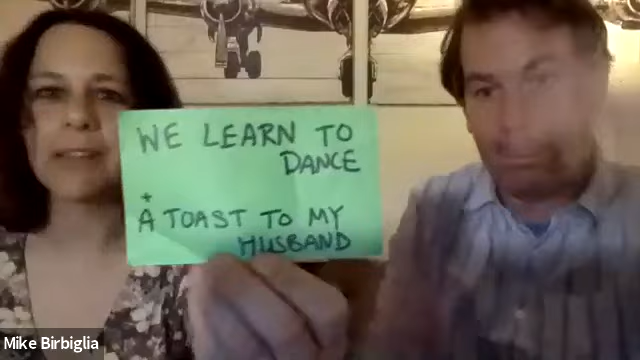 WE LEARN TO
DANCE
+
A TOAST TO MY
HUSBAND
Mike Birbiglia